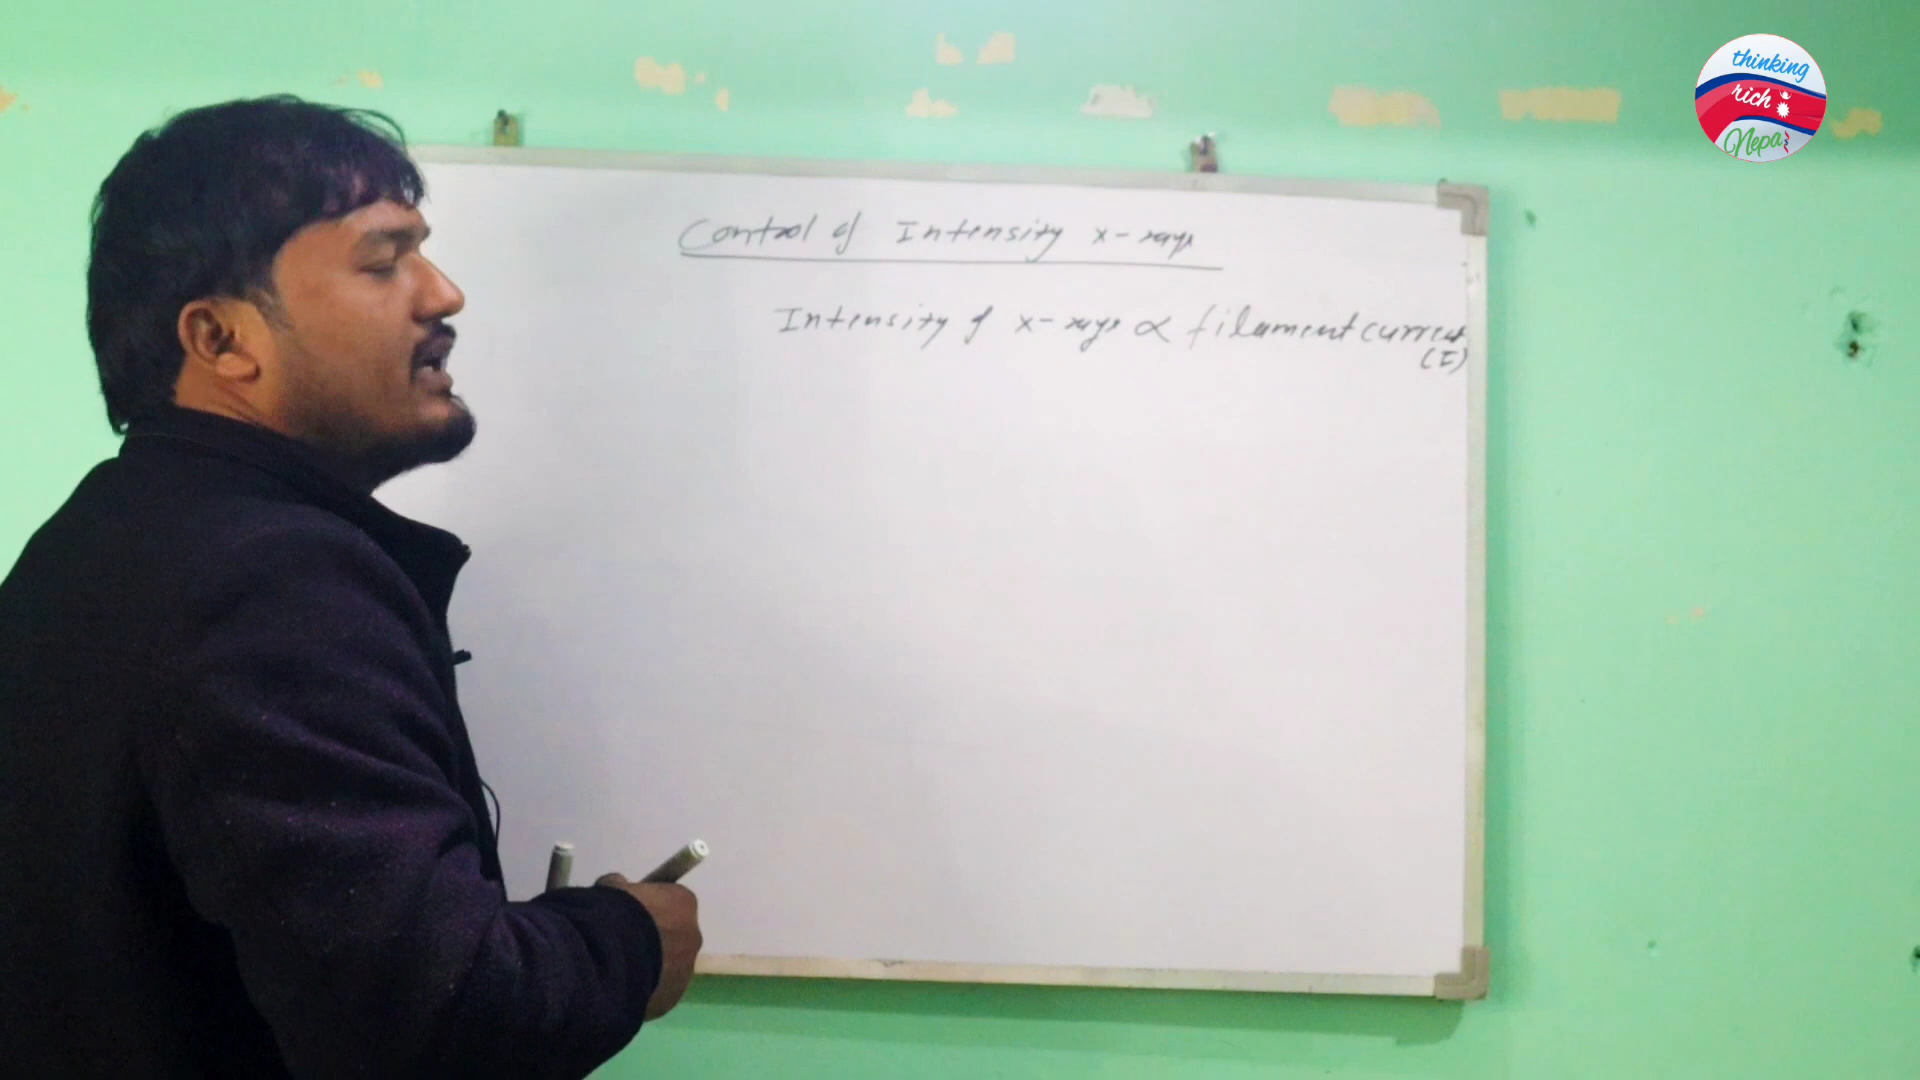 Control of Intensity x-rays
Intensity of x-rays ∝ filament current
(I)
thinking
rich
Nepal